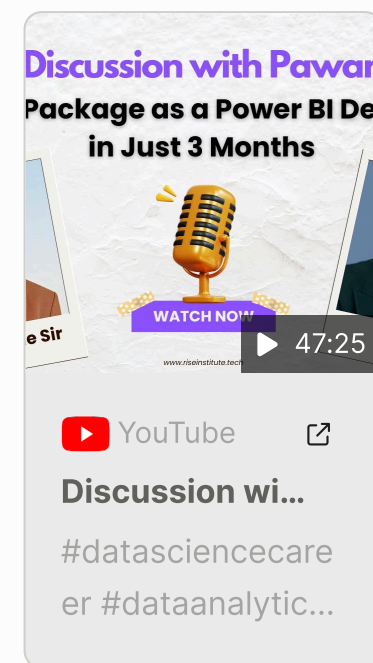 Discussion with Pawar
Package as a Power BI De
in Just 3 Months
e Sir
WATCH NOW
www.riseinstitute.tech
47:25
YouTube
Discussion wi...
#datasciencecare
er #dataanalytic...